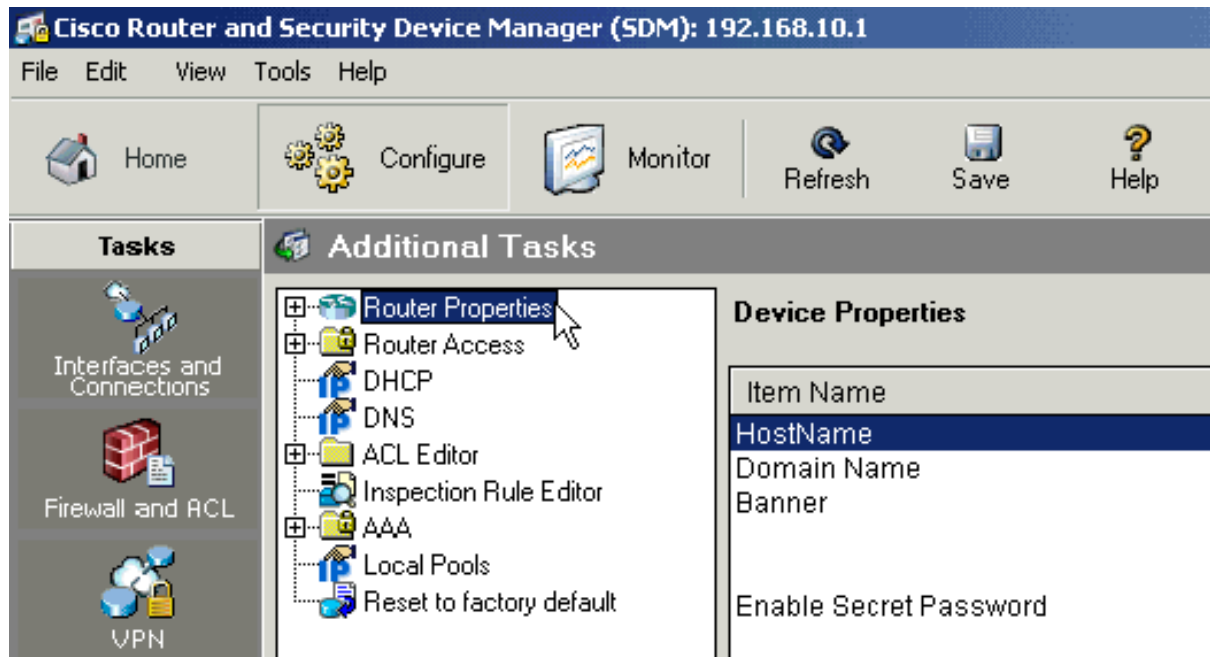 Cisco Router and Security Device Manager (SDM): 192.168.10.1
File Edit View Tools Help
Home Configure Monitor Refresh Save Help
Tasks
Additional Tasks
Interfaces and
Connections
Firewall and ACL
VPN
Router Properties
Router Access
DHCP
DNS
ACL Editor
Inspection Rule Editor
AAA
Local Pools
Reset to factory default
Device Properties
Item Name
HostName
Domain Name
Banner
Enable Secret Password